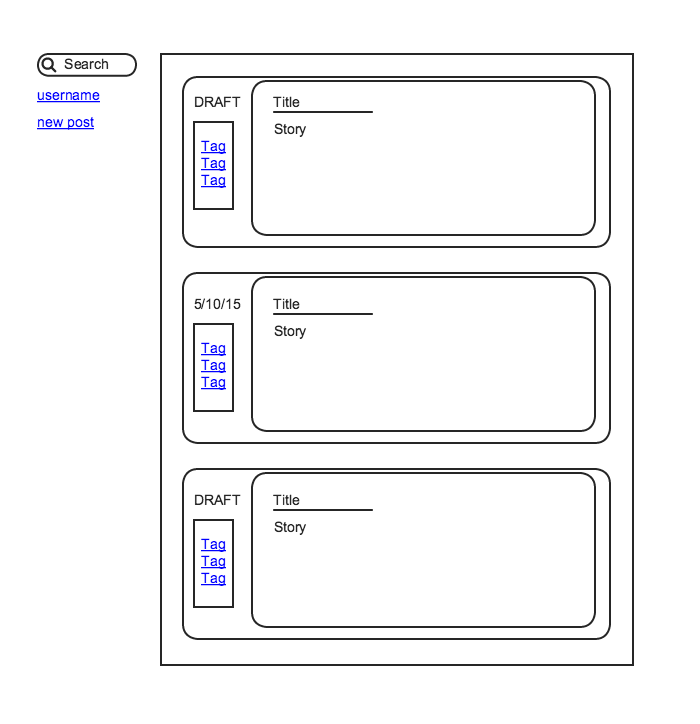 Search
username
new post
DRAFT
Tag
Tag
Tag
Title
Story
5/10/15
Tag
Tag
Tag
Title
Story
DRAFT
Tag
Tag
Tag
Title
Story